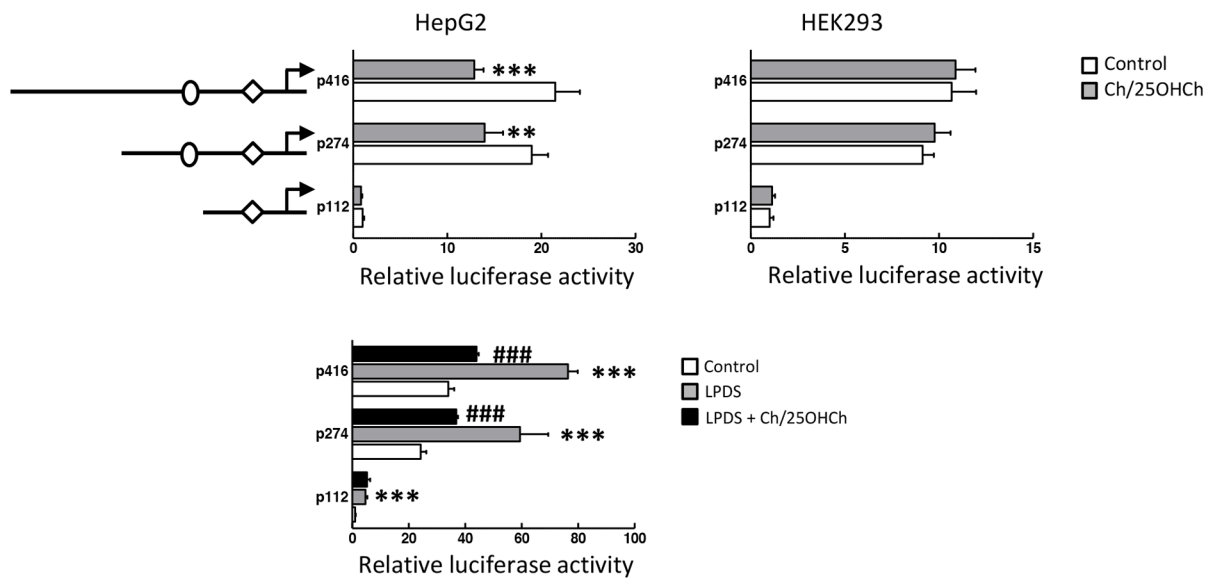 HepG2
p416
***
p274
**
p112
0 10 20 30
Relative luciferase activity
HEK293
p416
p274
p112
0 5 10 15
Relative luciferase activity
Control
Ch/25OHCh
p416
###
***
p274
###
***
p112
***
0 20 40 60 80 100
Relative luciferase activity
Control
LPDS
LPDS + Ch/25OHCh